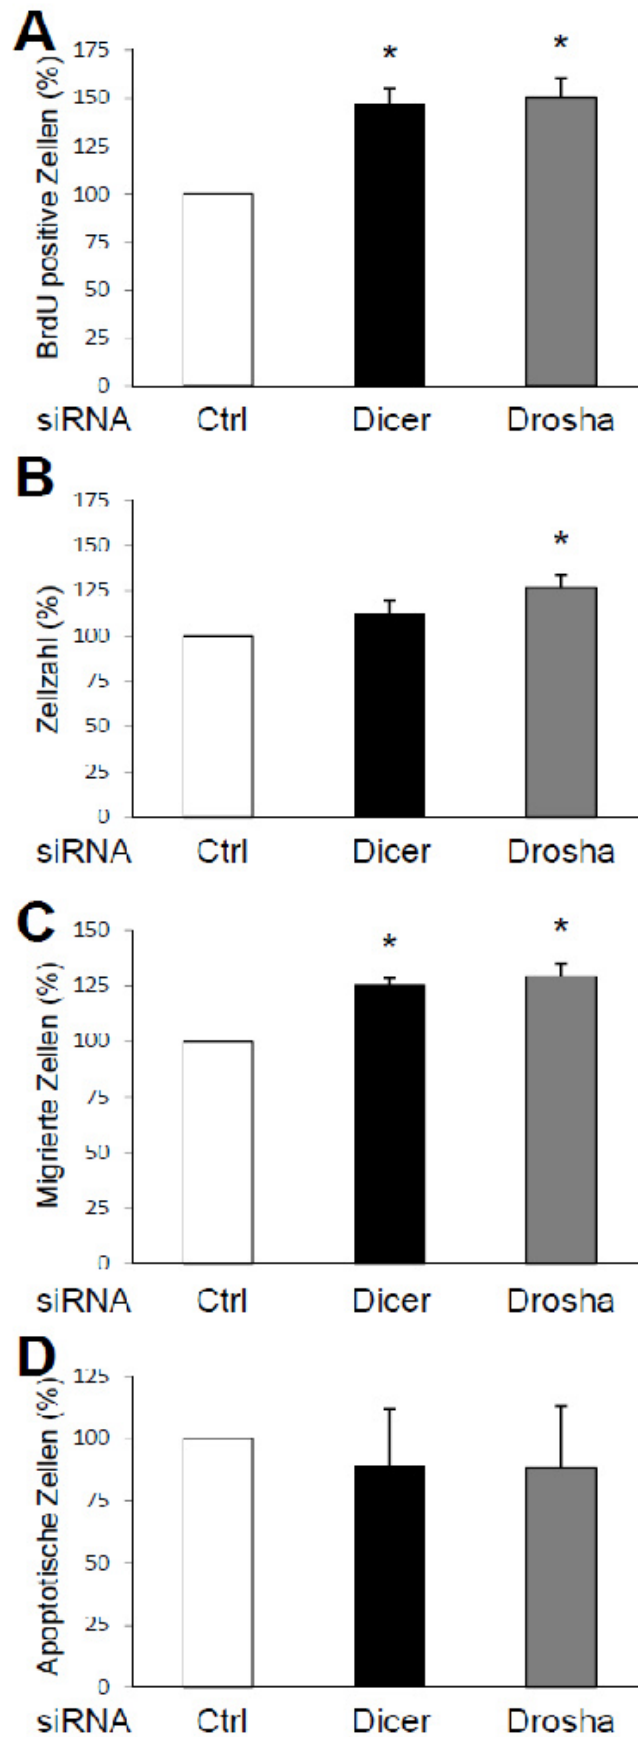 A
BrdU positive Zellen (%)
175
*
*
150
125
100
75
50
25
0
siRNA Ctrl Dicer Drosha
B
Zellzahl (%)
175
150
*
125
100
75
50
25
0
siRNA Ctrl Dicer Drosha
C
Migrierte Zellen (%)
150
*
*
125
100
75
50
25
0
siRNA Ctrl Dicer Drosha
D
Apoptotische Zellen (%)
125
100
75
50
25
0
siRNA Ctrl Dicer Drosha